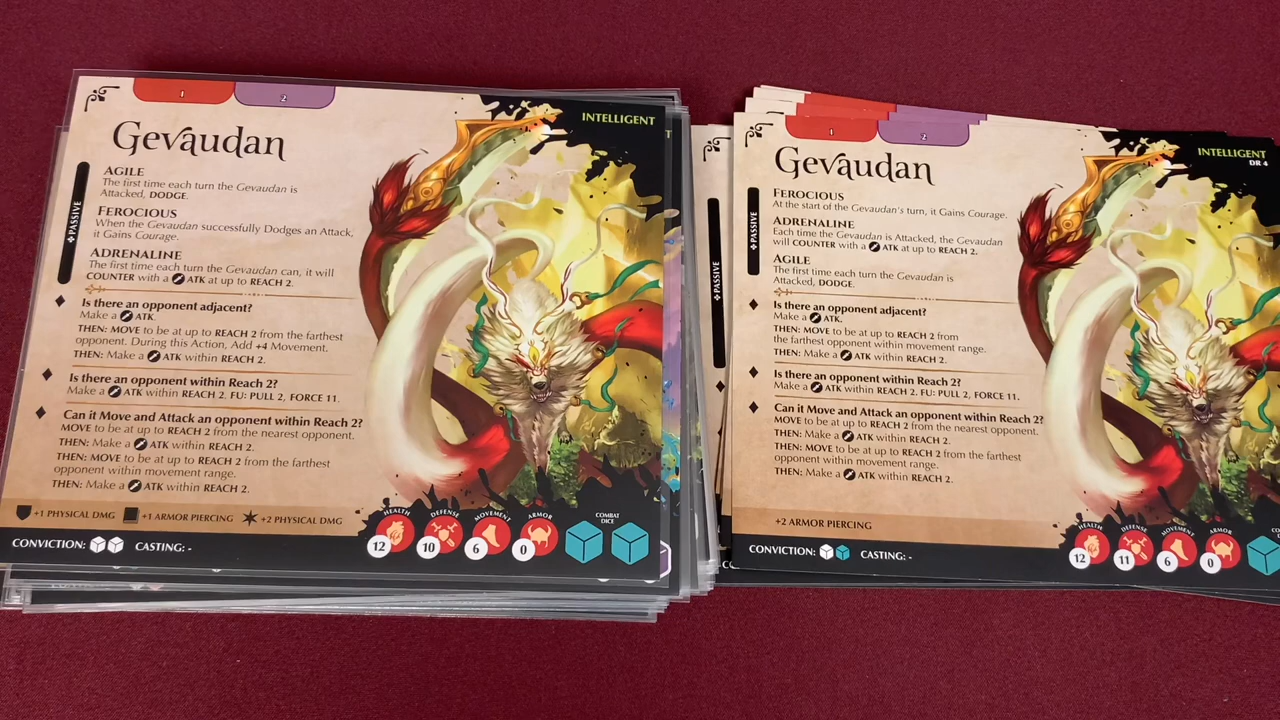 1
2
INTELLIGENT
Gevaudan
PASSIVE
AGILE
The first time each turn the Gevaudan is
Attacked, DODGE.
FEROCIOUS
When the Gevaudan successfully Dodges an Attack,
it Gains Courage.
ADRENALINE
The first time each turn the Gevaudan can, it will
COUNTER with a ATK at up to REACH 2.
Is there an opponent adjacent?
Make a ATK.
THEN: MOVE to be at up to REACH 2 from the farthest
opponent. During this Action, Add +4 Movement.
THEN: Make a ATK within REACH 2.
Is there an opponent within Reach 2?
Make a ATK within REACH 2. FU: PULL 2, FORCE 11.
Can it Move and Attack an opponent within Reach 2?
MOVE to be at up to REACH 2 from the nearest opponent.
THEN: Make a ATK within REACH 2.
THEN: MOVE to be at up to REACH 2 from the farthest
opponent within movement range.
THEN: Make a ATK within REACH 2.
+1 PHYSICAL DMG +1 ARMOR PIERCING +2 PHYSICAL DMG
HEALTH DEFENSE MOVEMENT ARMOR COMBAT
DICE
12 10 6 0
CONVICTION: CASTING: -
PASSIVE
1
2
INTELLIGENT
DR 4
Gevaudan
PASSIVE
FEROCIOUS
At the start of the Gevaudan's turn, it Gains Courage.
ADRENALINE
Each time the Gevaudan is Attacked, the Gevaudan
will COUNTER with a ATK at up to REACH 2.
AGILE
The first time each turn the Gevaudan is
Attacked, DODGE.
Is there an opponent adjacent?
Make a ATK.
THEN: MOVE to be at up to REACH 2 from
the farthest opponent within movement range.
THEN: Make a ATK within REACH 2.
Is there an opponent within Reach 2?
Make a ATK within REACH 2. FU: PULL 2, FORCE 11.
Can it Move and Attack an opponent within Reach 2?
MOVE to be at up to REACH 2 from the nearest opponent.
THEN: Make a ATK within REACH 2.
THEN: MOVE to be at up to REACH 2 from the farthest
opponent within movement range.
THEN: Make a ATK within REACH 2.
+2 ARMOR PIERCING
HEALTH DEFENSE MOVEMENT ARMOR
12 11 6 0
CONVICTION: CASTING: -